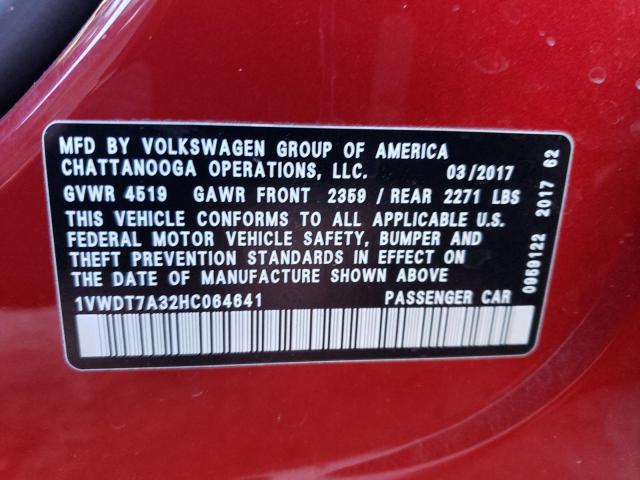 MFD BY VOLKSWAGEN GROUP OF AMERICA
CHATTANOOGA OPERATIONS, LLC. 03/2017
GVWR 4519 GAWR FRONT 2359 / REAR 2271 LBS
THIS VEHICLE CONFORMS TO ALL APPLICABLE U.S.
FEDERAL MOTOR VEHICLE SAFETY, BUMPER AND
THEFT PREVENTION STANDARDS IN EFFECT ON
THE DATE OF MANUFACTURE SHOWN ABOVE
1VWDT7A32HC064641 PASSENGER CAR
0959122 2017 62